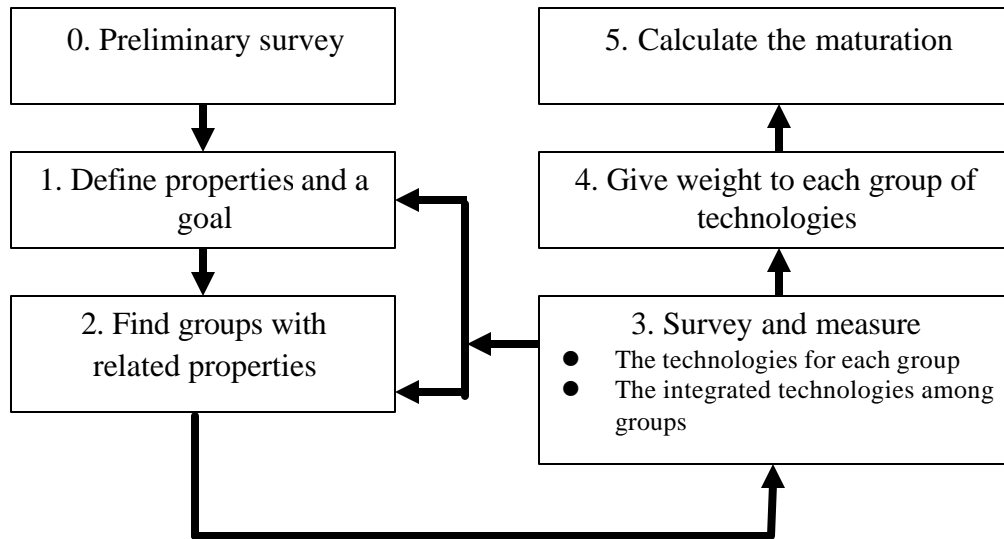 0. Preliminary survey
1. Define properties and a
goal
2. Find groups with
related properties
3. Survey and measure
● The technologies for each group
● The integrated technologies among
groups
4. Give weight to each group of
technologies
5. Calculate the maturation